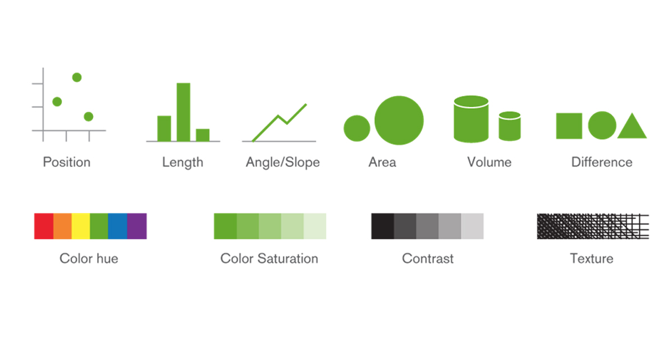 Position
Length
Angle/Slope
Area
Volume
Difference
Color hue
Color Saturation
Contrast
Texture